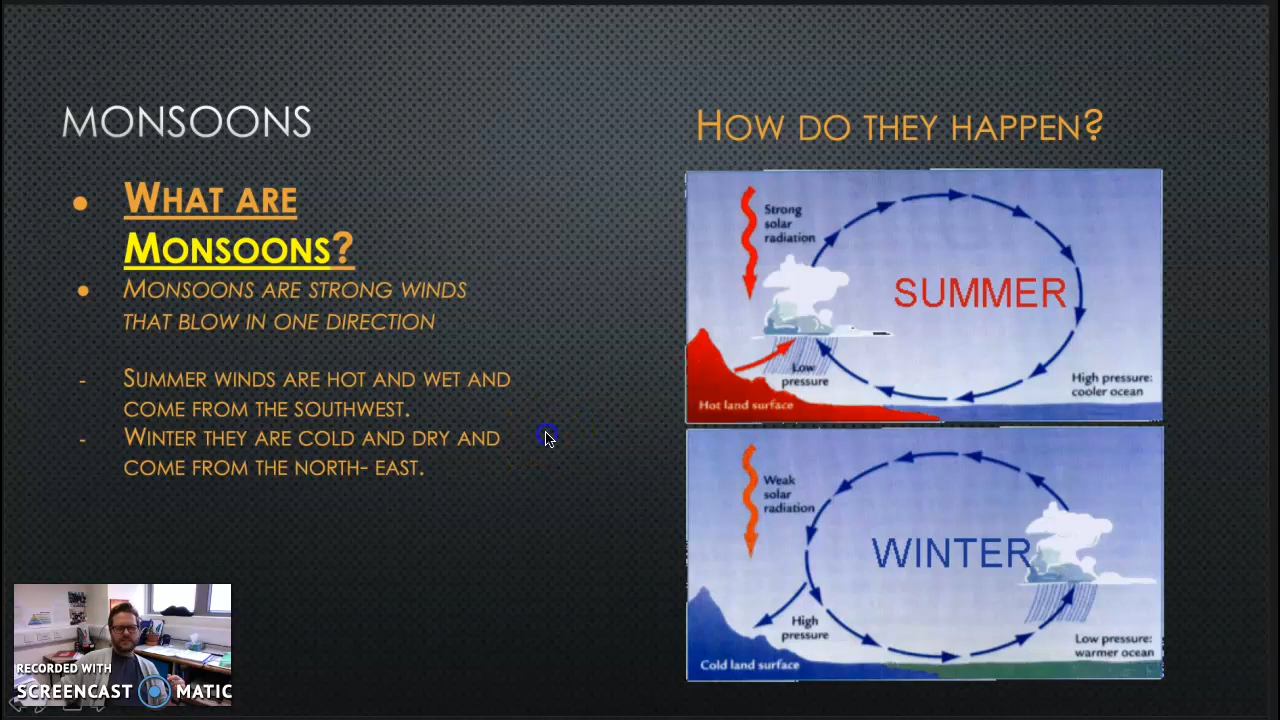 MONSOONS
HOW DO THEY HAPPEN?
WHAT ARE
MONSOONS?
MONSOONS ARE STRONG WINDS
THAT BLOW IN ONE DIRECTION
- SUMMER WINDS ARE HOT AND WET AND
COME FROM THE SOUTHWEST.
- WINTER THEY ARE COLD AND DRY AND
COME FROM THE NORTH- EAST.
Strong
solar
radiation
SUMMER
Low
pressure
High pressure:
cooler ocean
Hot land surface
Weak
solar
radiation
WINTER
High
pressure
Low pressure:
warmer ocean
Cold land surface
RECORDED WITH
SCREENCAST MATIC